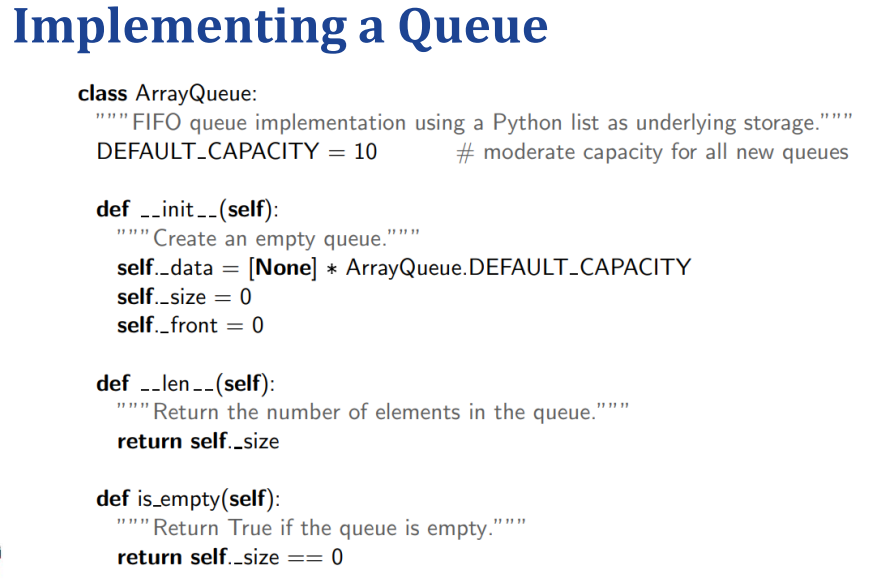 Implementing a Queue
class ArrayQueue:
"""FIFO queue implementation using a Python list as underlying storage."""
DEFAULT_CAPACITY = 10 # moderate capacity for all new queues
def __init__(self):
"""Create an empty queue."""
self._data = [None] * ArrayQueue.DEFAULT_CAPACITY
self._size = 0
self._front = 0
def __len__(self):
"""Return the number of elements in the queue."""
return self._size
def is_empty(self):
"""Return True if the queue is empty."""
return self._size == 0